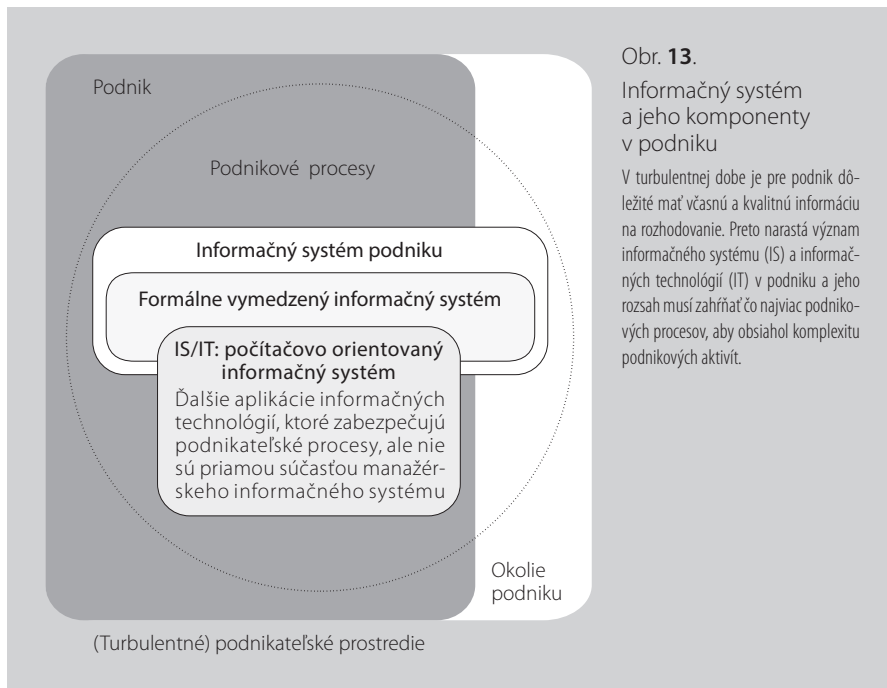 Podnik
Podnikové procesy
Informačný systém podniku
Formálne vymedzený informačný systém
IS/IT: počítačovo orientovaný
informačný systém
Ďalšie aplikácie informačných
technológií, ktoré zabezpečujú
podnikateľské procesy, ale nie
sú priamou súčasťou manažér-
skeho informačného systému
Okolie
podniku
(Turbulentné) podnikateľské prostredie
Obr. 13.
Informačný systém
a jeho komponenty
v podniku
V turbulentnej dobe je pre podnik dô-
ležité mať včasnú a kvalitnú informáciu
na rozhodovanie. Preto narastá význam
informačného systému (IS) a informač-
ných technológií (IT) v podniku a jeho
rozsah musí zahŕňať čo najviac podniko-
vých procesov, aby obsiahol komplexitu
podnikových aktivít.